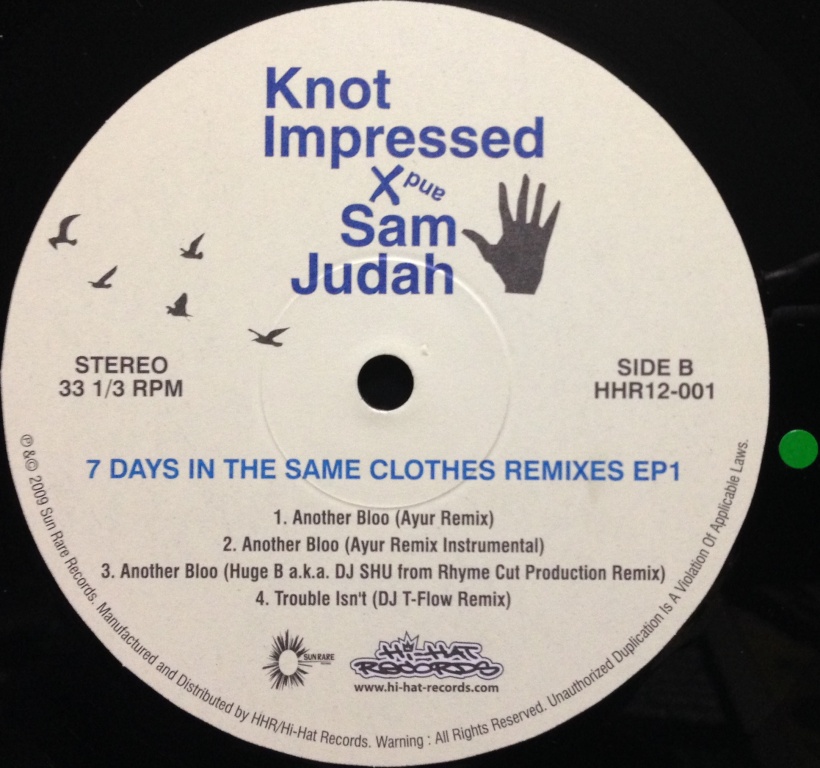 Knot
Impressed
X and
Sam
Judah
STEREO
33 1/3 RPM
SIDE B
HHR12-001
7 DAYS IN THE SAME CLOTHES REMIXES EP1
1. Another Bloo (Ayur Remix)
2. Another Bloo (Ayur Remix Instrumental)
3. Another Bloo (Huge B a.k.a. DJ SHU from Rhyme Cut Production Remix)
4. Trouble Isn't (DJ T-Flow Remix)
SUN RARE
HI-HAT
RECORDS
www.hi-hat-records.com
℗ & © 2009 Sun Rare Records. Manufactured and Distributed by HHR/Hi-Hat Records. Warning : All Rights Reserved. Unauthorized Duplication Is A Violation Of Applicable Laws.